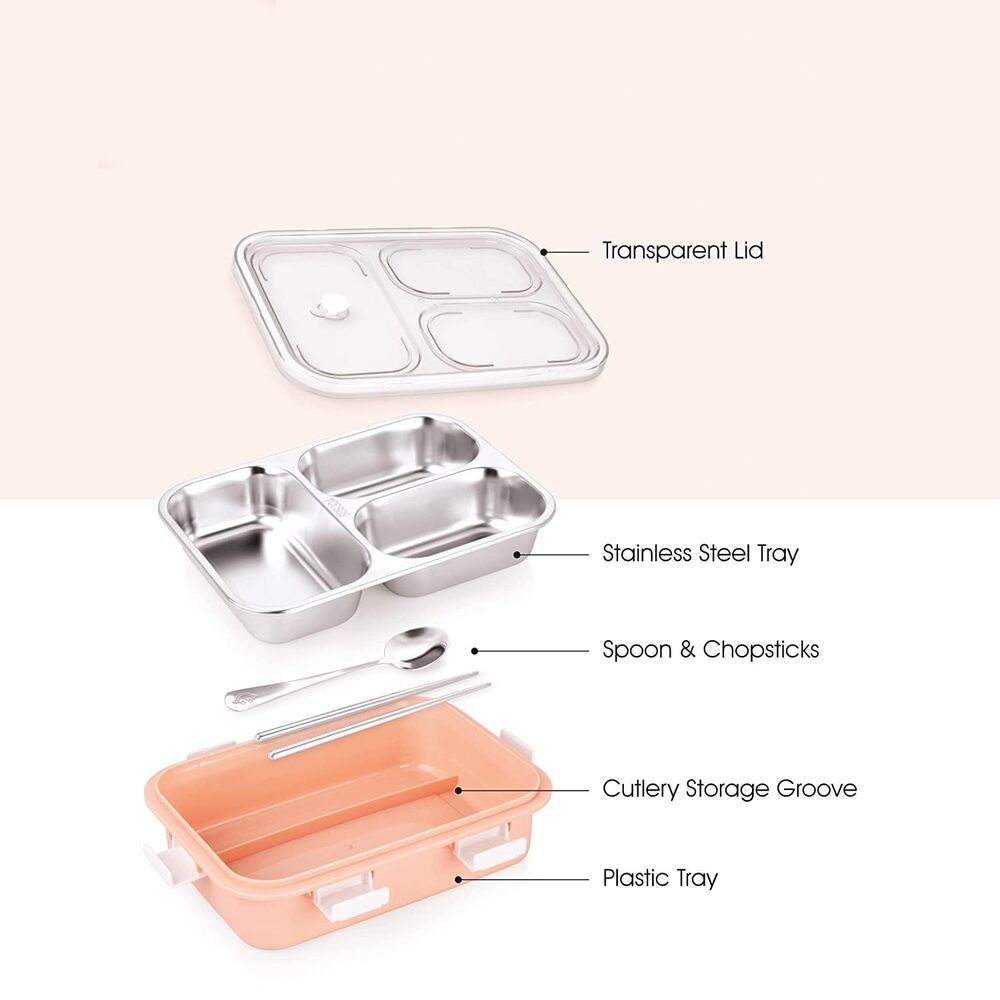 Transparent Lid
Stainless Steel Tray
Spoon & Chopsticks
Cutlery Storage Groove
Plastic Tray